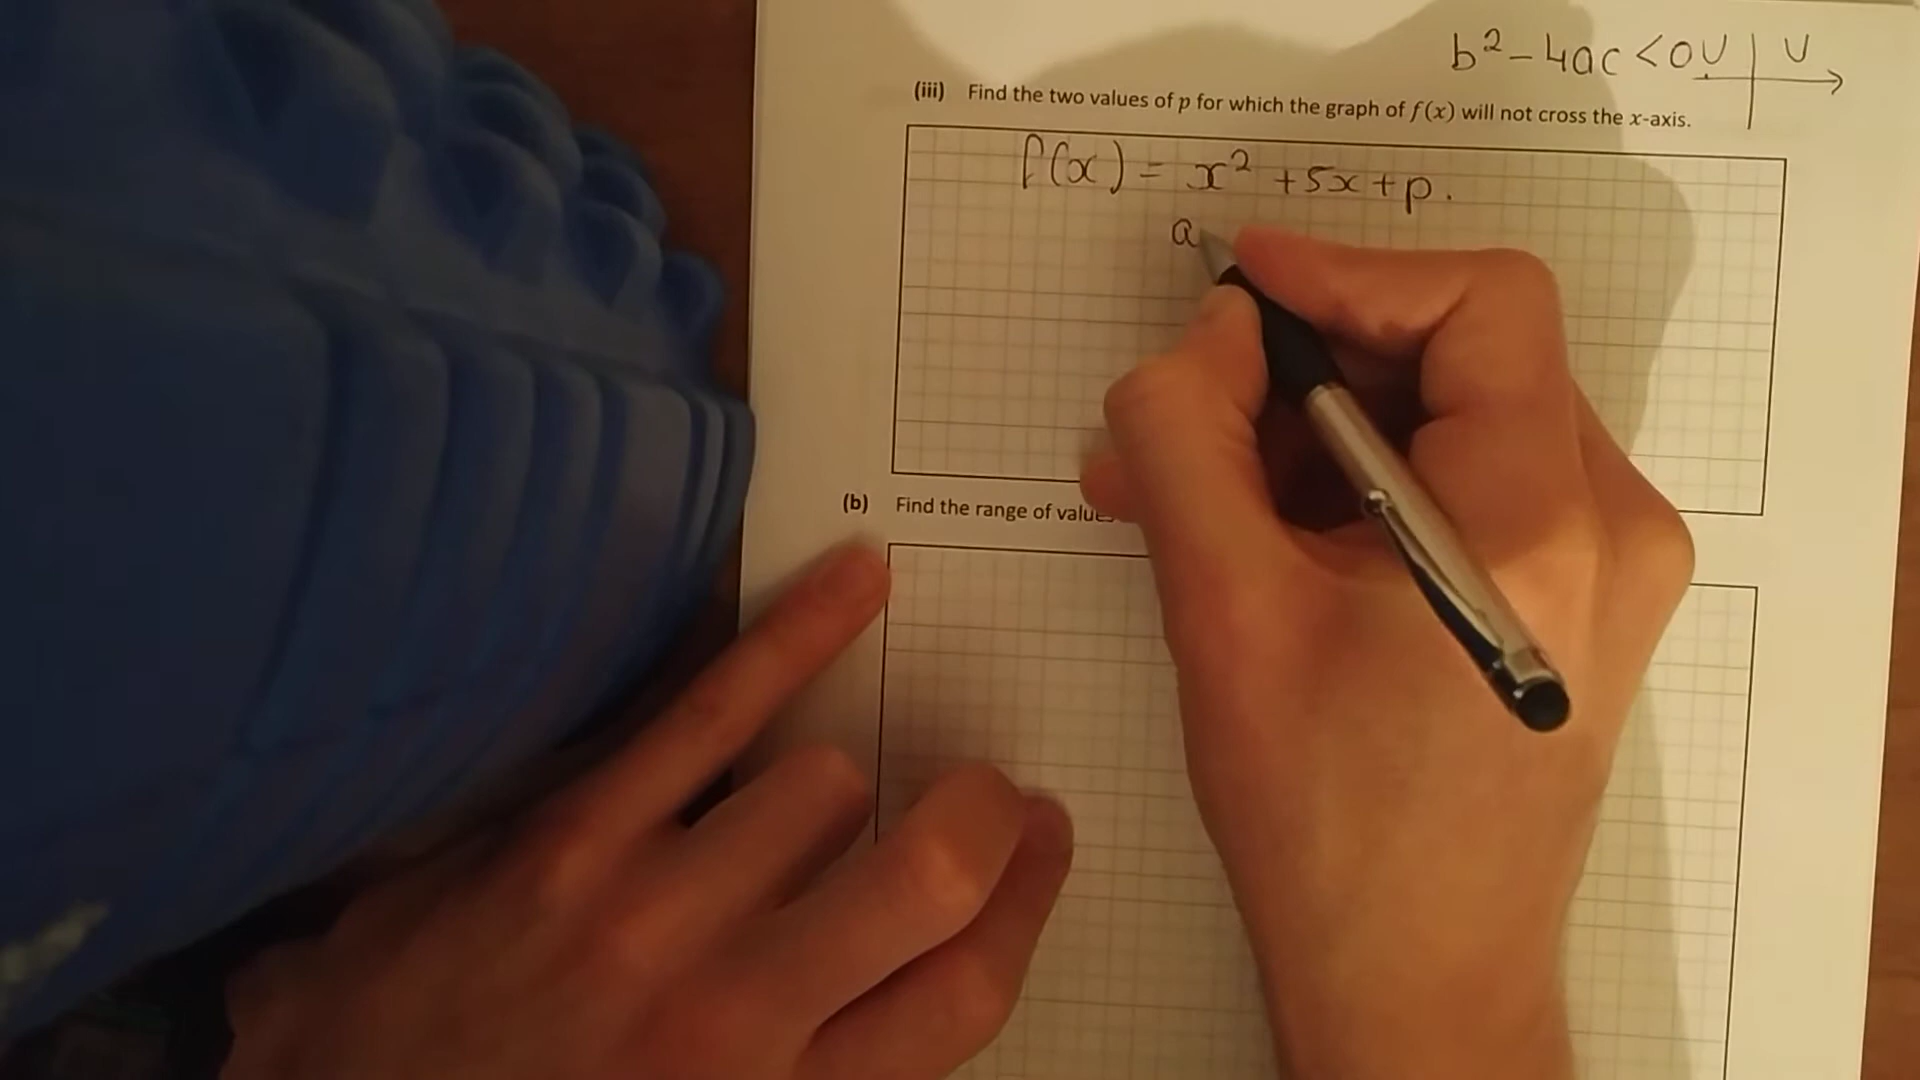 b² - 4ac < 0 ∪ | ∪
(iii) Find the two values of p for which the graph of f(x) will not cross the x-axis.
f(x) = x² + 5x + p.
a
(b) Find the range of values